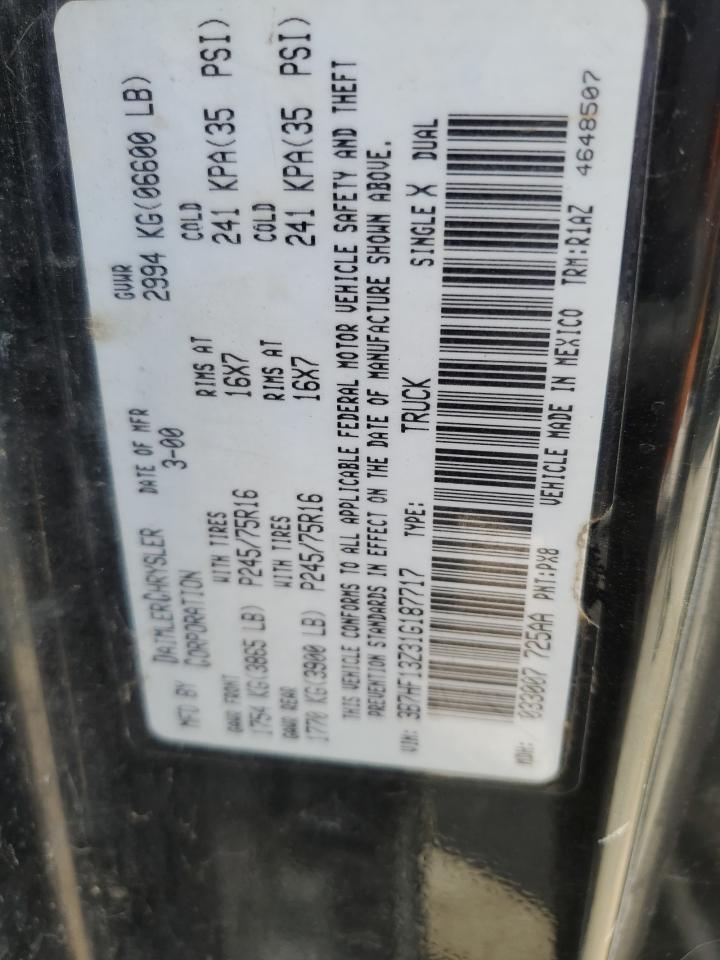 MFD BY DAIMLERCHRYSLER CORPORATION DATE OF MFR 3-00 GVWR 2994 KG(06600 LB)
GAWR FRONT WITH TIRES RIMS AT COLD
1754 KG(3865 LB) P245/75R16 16X7 241 KPA(35 PSI)
GAWR REAR WITH TIRES RIMS AT COLD
1770 KG(3900 LB) P245/75R16 16X7 241 KPA(35 PSI)
THIS VEHICLE CONFORMS TO ALL APPLICABLE FEDERAL MOTOR VEHICLE SAFETY AND THEFT
PREVENTION STANDARDS IN EFFECT ON THE DATE OF MANUFACTURE SHOWN ABOVE.
VIN: 3B7HF13Z31G187717 TYPE: TRUCK SINGLE X DUAL
MDH: 033007 725AA PNT:PX8 VEHICLE MADE IN MEXICO TRM:R1AZ 4648507